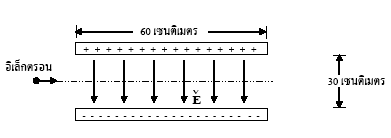 60 เซนติเมตร
+ + + + + + + + + + + + + + + +
อิเล็กตรอน
E
30 เซนติเมตร
- - - - - - - - - - - - - - - - - - - -